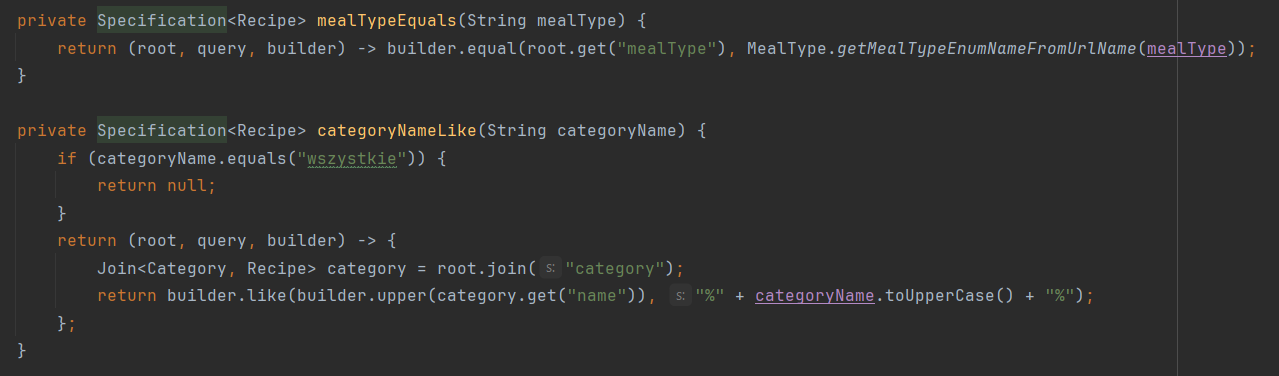 private Specification<Recipe> mealTypeEquals(String mealType) {
return (root, query, builder) -> builder.equal(root.get("mealType"), MealType.getMealTypeEnumNameFromUrlName(mealType));
}
private Specification<Recipe> categoryNameLike(String categoryName) {
if (categoryName.equals("wszystkie")) {
return null;
}
return (root, query, builder) -> {
Join<Category, Recipe> category = root.join( s: "category");
return builder.like(builder.upper(category.get("name")), s: "%" + categoryName.toUpperCase() + "%");
};
}